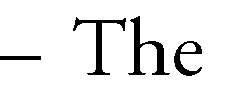 – The